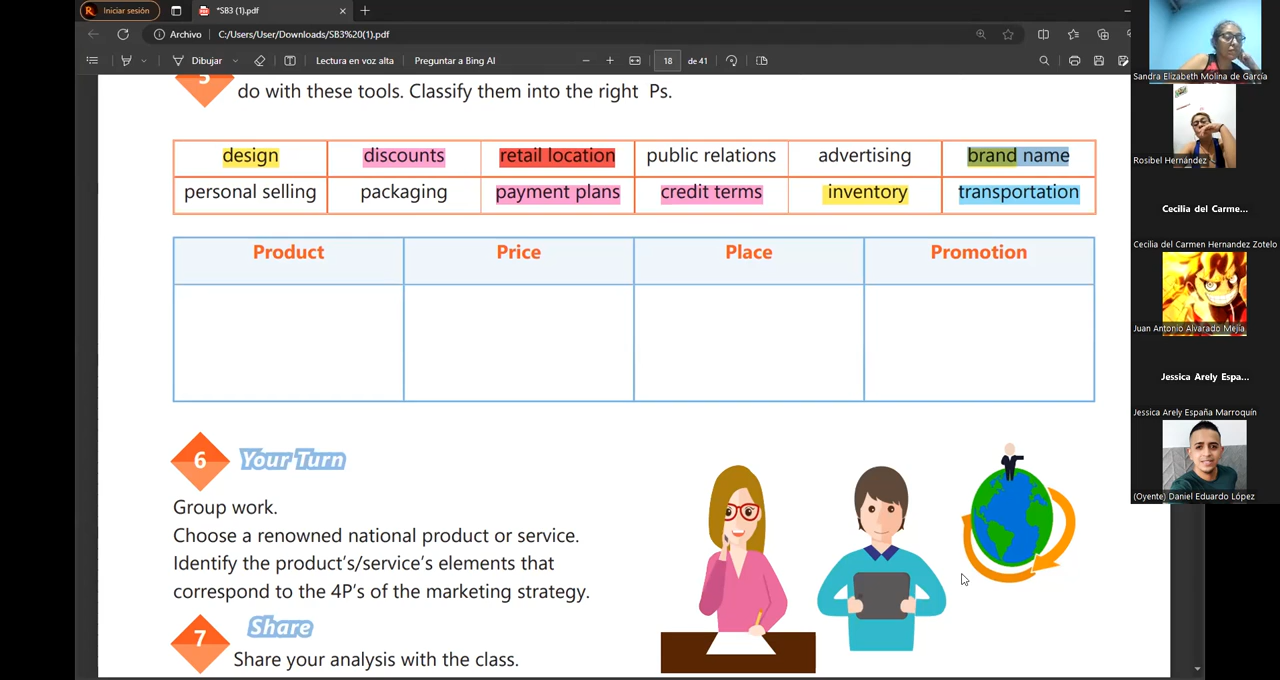 Iniciar sesión
*SB3 (1).pdf
Archivo
C:/Users/User/Downloads/SB3%20(1).pdf
Dibujar
Lectura en voz alta
Preguntar a Bing AI
18
de 41
5
do with these tools. Classify them into the right Ps.
design discounts retail location public relations advertising brand name
personal selling packaging payment plans credit terms inventory transportation
Product Price Place Promotion
6 Your Turn
Group work.
Choose a renowned national product or service.
Identify the product's/service's elements that
correspond to the 4P's of the marketing strategy.
7 Share
Share your analysis with the class.
Sandra Elizabeth Molina de García
Rosibel Hernández
Cecilia del Carme...
Cecilia del Carmen Hernandez Zotelo
Juan Antonio Alvarado Mejía
Jessica Arely Espa...
Jessica Arely España Marroquín
(Oyente) Daniel Eduardo López